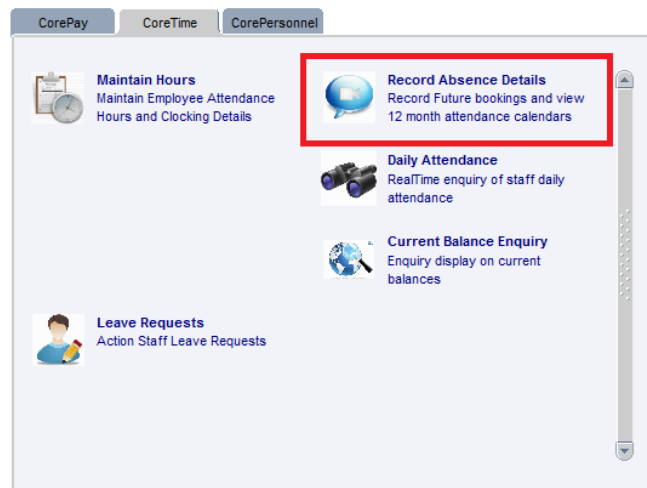 CorePay CoreTime CorePersonnel
Maintain Hours
Maintain Employee Attendance
Hours and Clocking Details
Record Absence Details
Record Future bookings and view
12 month attendance calendars
Daily Attendance
RealTime enquiry of staff daily
attendance
Current Balance Enquiry
Enquiry display on current
balances
Leave Requests
Action Staff Leave Requests